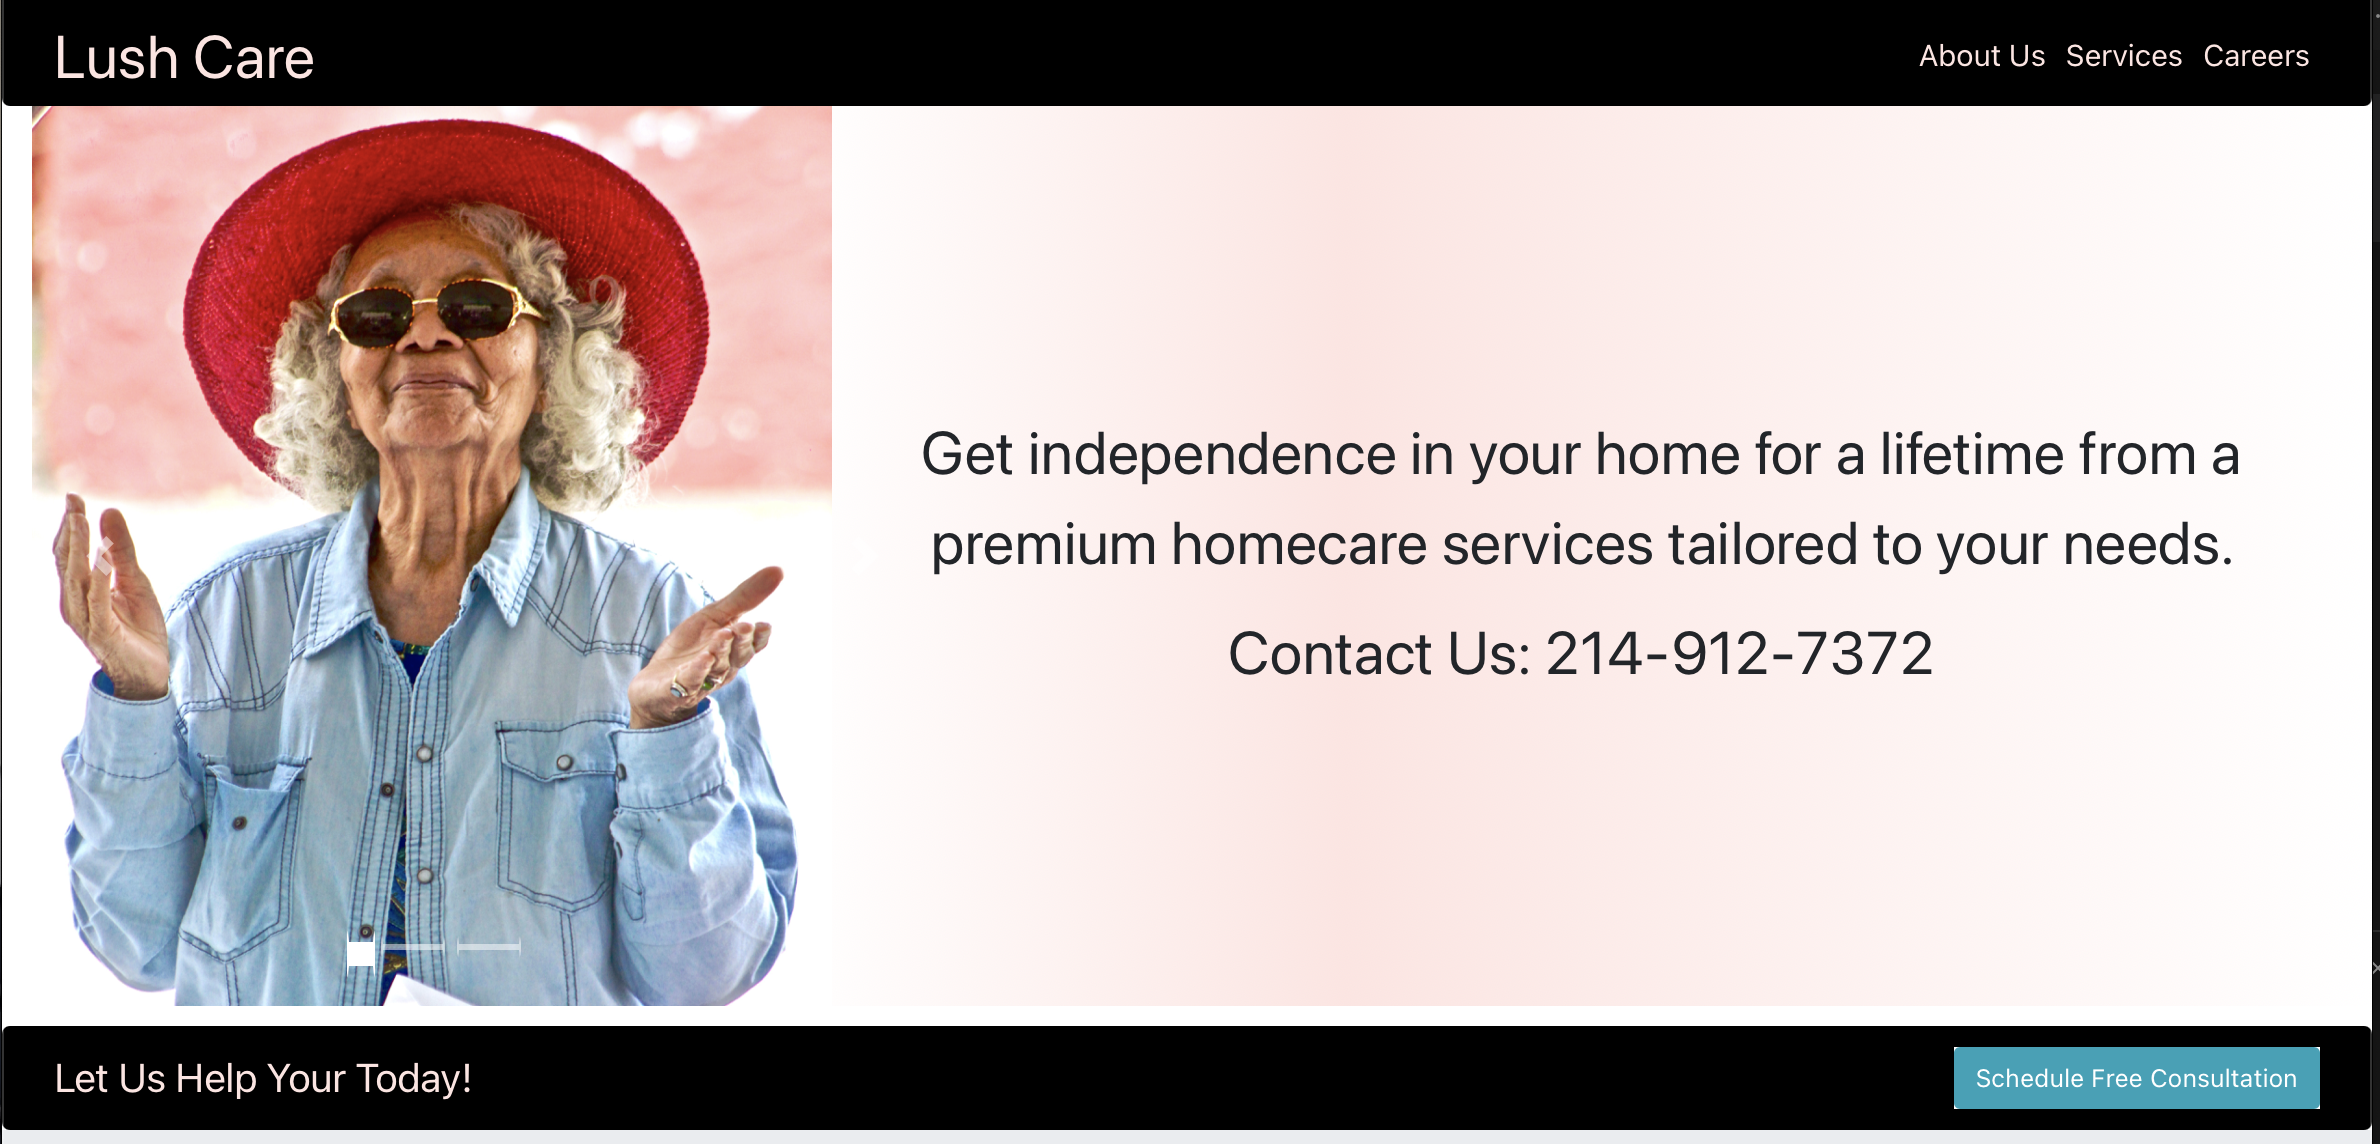 Lush Care
About Us Services Careers
Get independence in your home for a lifetime from a
premium homecare services tailored to your needs.
Contact Us: 214-912-7372
Let Us Help Your Today!
Schedule Free Consultation